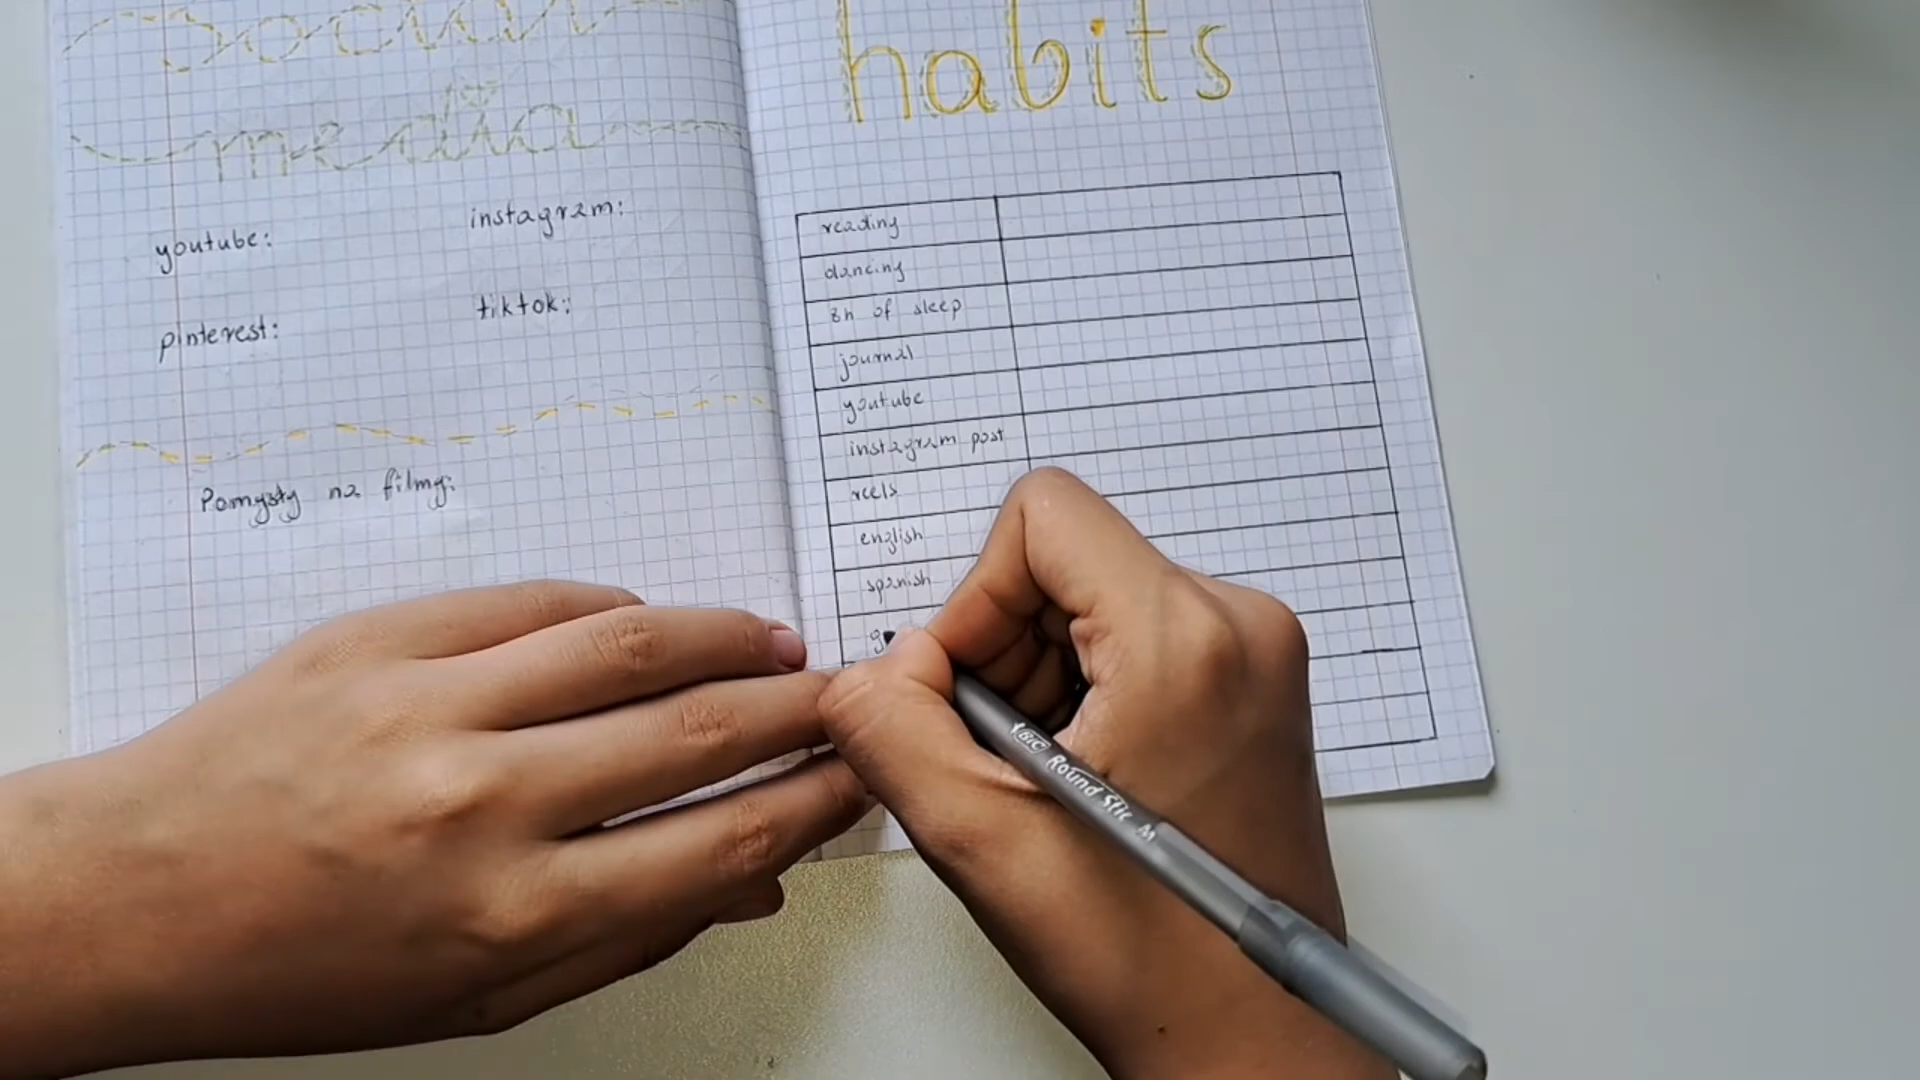 social
media
youtube:
instagram:
pinterest:
tiktok:
Pomysły na filmy:
habits
reading
dancing
8h of sleep
journal
youtube
instagram post
reels
english
spanish
g
BIC Round Stic M